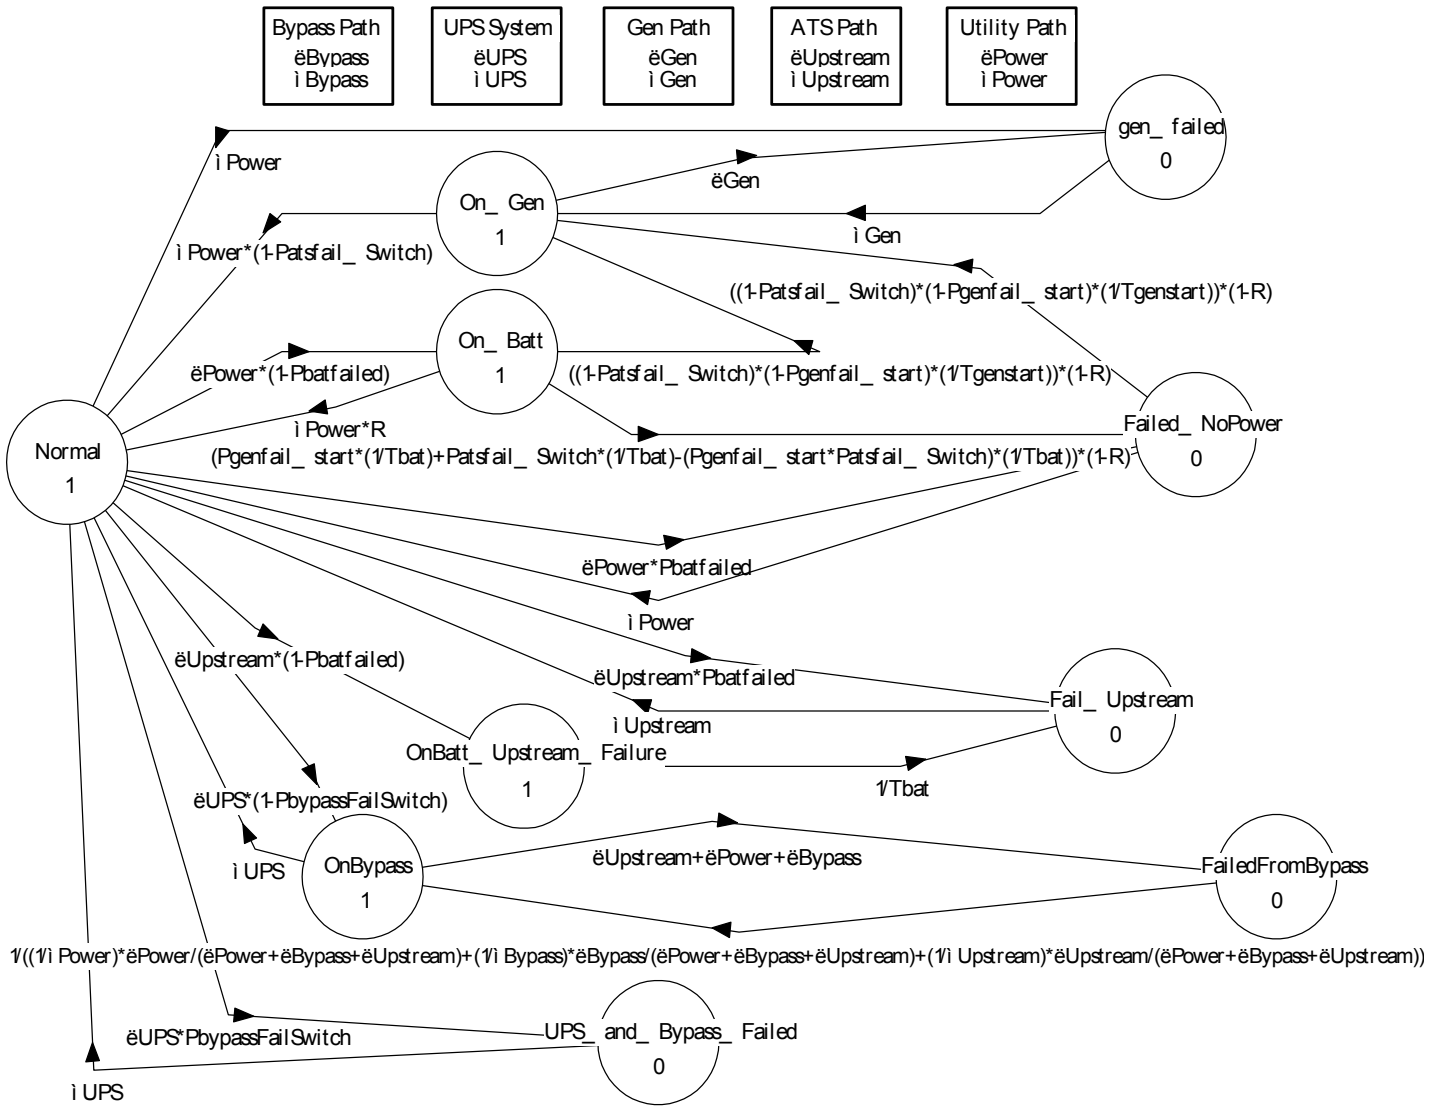 Bypass Path
ëBypass
ì Bypass
UPS System
ëUPS
ì UPS
Gen Path
ëGen
ì Gen
ATS Path
ëUpstream
ì Upstream
Utility Path
ëPower
ì Power
gen_ failed
0
ì Power
ëGen
On_ Gen
1
ì Gen
ì Power*(1-Patsfail_ Switch)
((1-Patsfail_ Switch)*(1-Pgenfail_ start)*(1/Tgenstart))*(1-R)
On_ Batt
1
ëPower*(1-Pbatfailed)
((1-Patsfail_ Switch)*(1-Pgenfail_ start)*(1/Tgenstart))*(1-R)
ì Power*R
Failed_ NoPower
0
Normal
1
(Pgenfail_ start*(1/Tbat)+Patsfail_ Switch*(1/Tbat)-(Pgenfail_ start*Patsfail_ Switch)*(1/Tbat))*(1-R)
ëPower*Pbatfailed
ì Power
ëUpstream*(1-Pbatfailed)
ëUpstream*Pbatfailed
Fail_ Upstream
0
ì Upstream
OnBatt_ Upstream_ Failure
1
1/Tbat
ëUPS*(1-PbypassFailSwitch)
ì UPS
OnBypass
1
ëUpstream+ëPower+ëBypass
FailedFromBypass
0
1/((1/ì Power)*ëPower/(ëPower+ëBypass+ëUpstream)+(1/ì Bypass)*ëBypass/(ëPower+ëBypass+ëUpstream)+(1/ì Upstream)*ëUpstream/(ëPower+ëBypass+ëUpstream))
ëUPS*PbypassFailSwitch
UPS_ and_ Bypass_ Failed
0
ì UPS